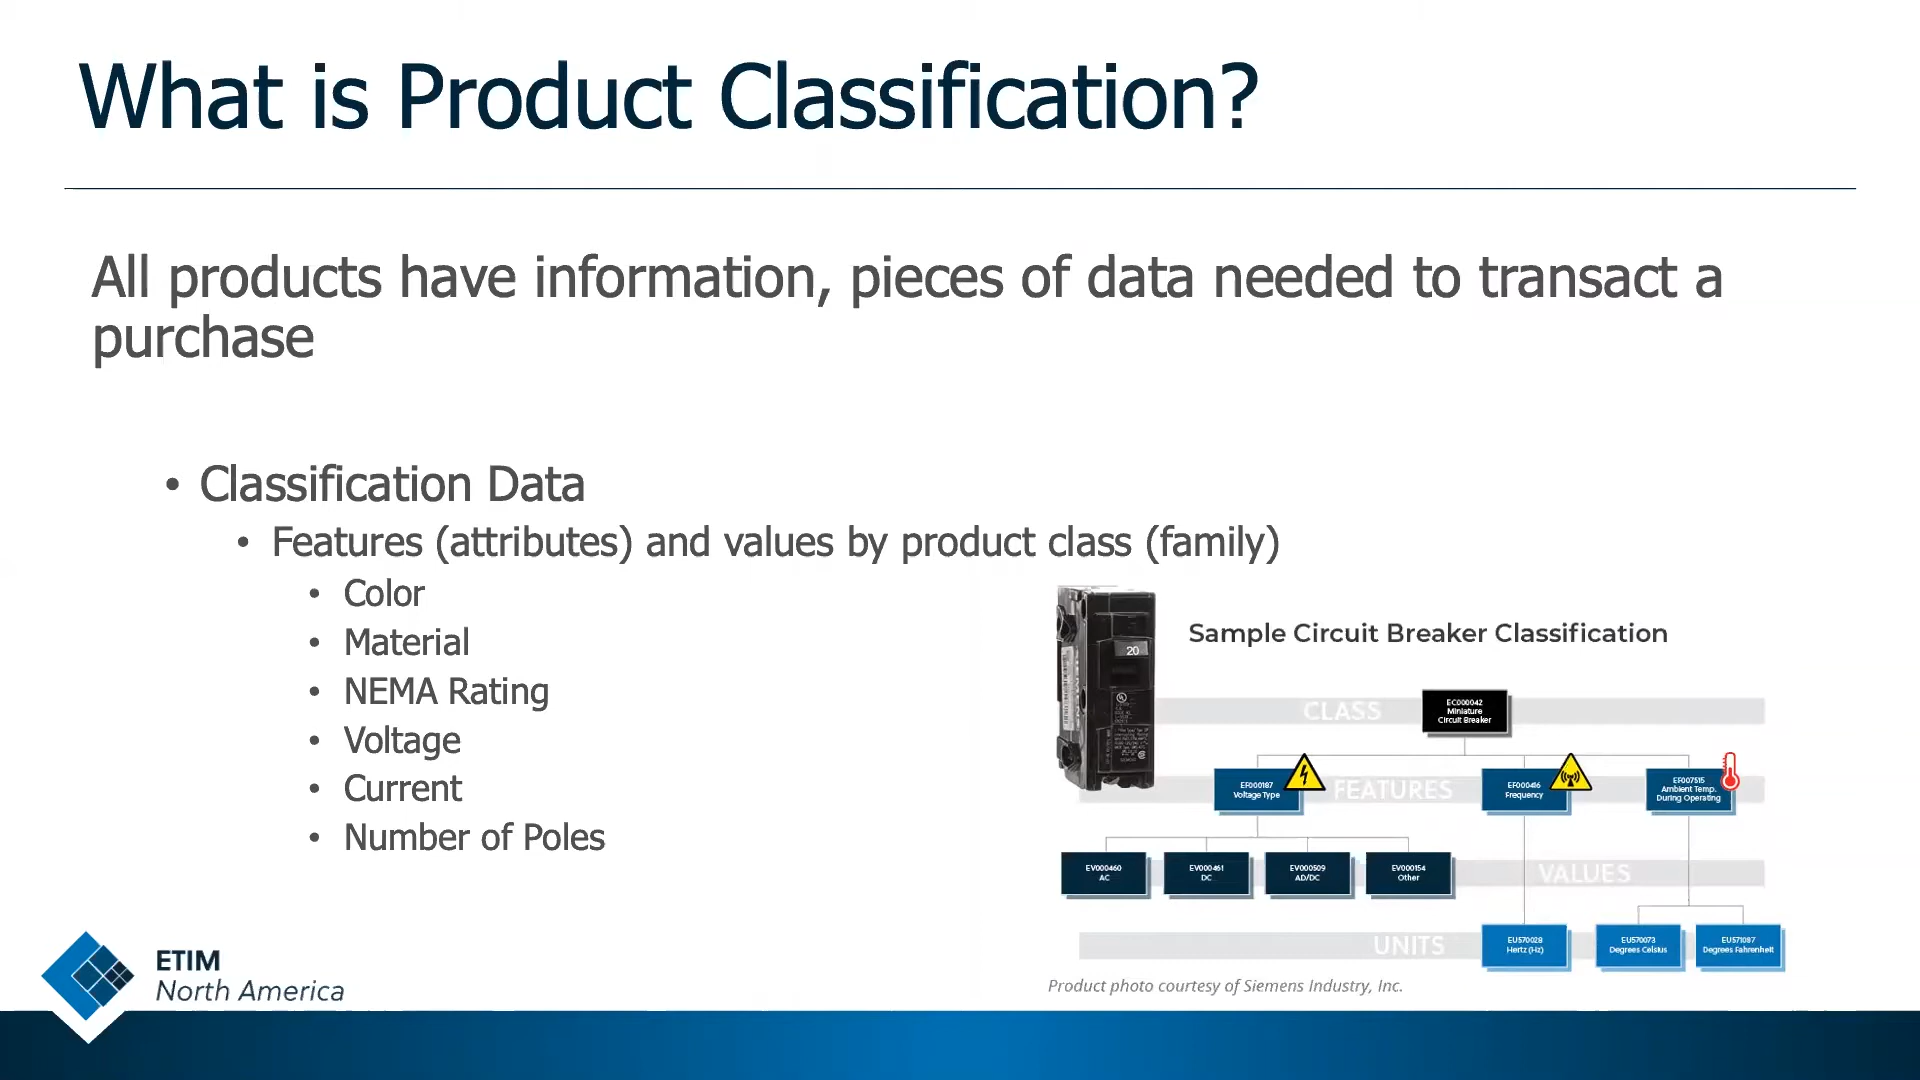 What is Product Classification?
All products have information, pieces of data needed to transact a
purchase
• Classification Data
• Features (attributes) and values by product class (family)
• Color
• Material
• NEMA Rating
• Voltage
• Current
• Number of Poles
20
Sample Circuit Breaker Classification
CLASS
EC000042
Miniature
Circuit Breaker
FEATURES
EF000187
Voltage Type
EF000416
Frequency
EF007515
Ambient Temp.
During Operating
VALUES
EV000460
AC
EV000461
DC
EV000509
AD/DC
EV000154
Other
UNITS
EU570028
Hertz (Hz)
EU570073
Degrees Celsius
EU571097
Degrees Fahrenheit
Product photo courtesy of Siemens Industry, Inc.
ETIM
North America